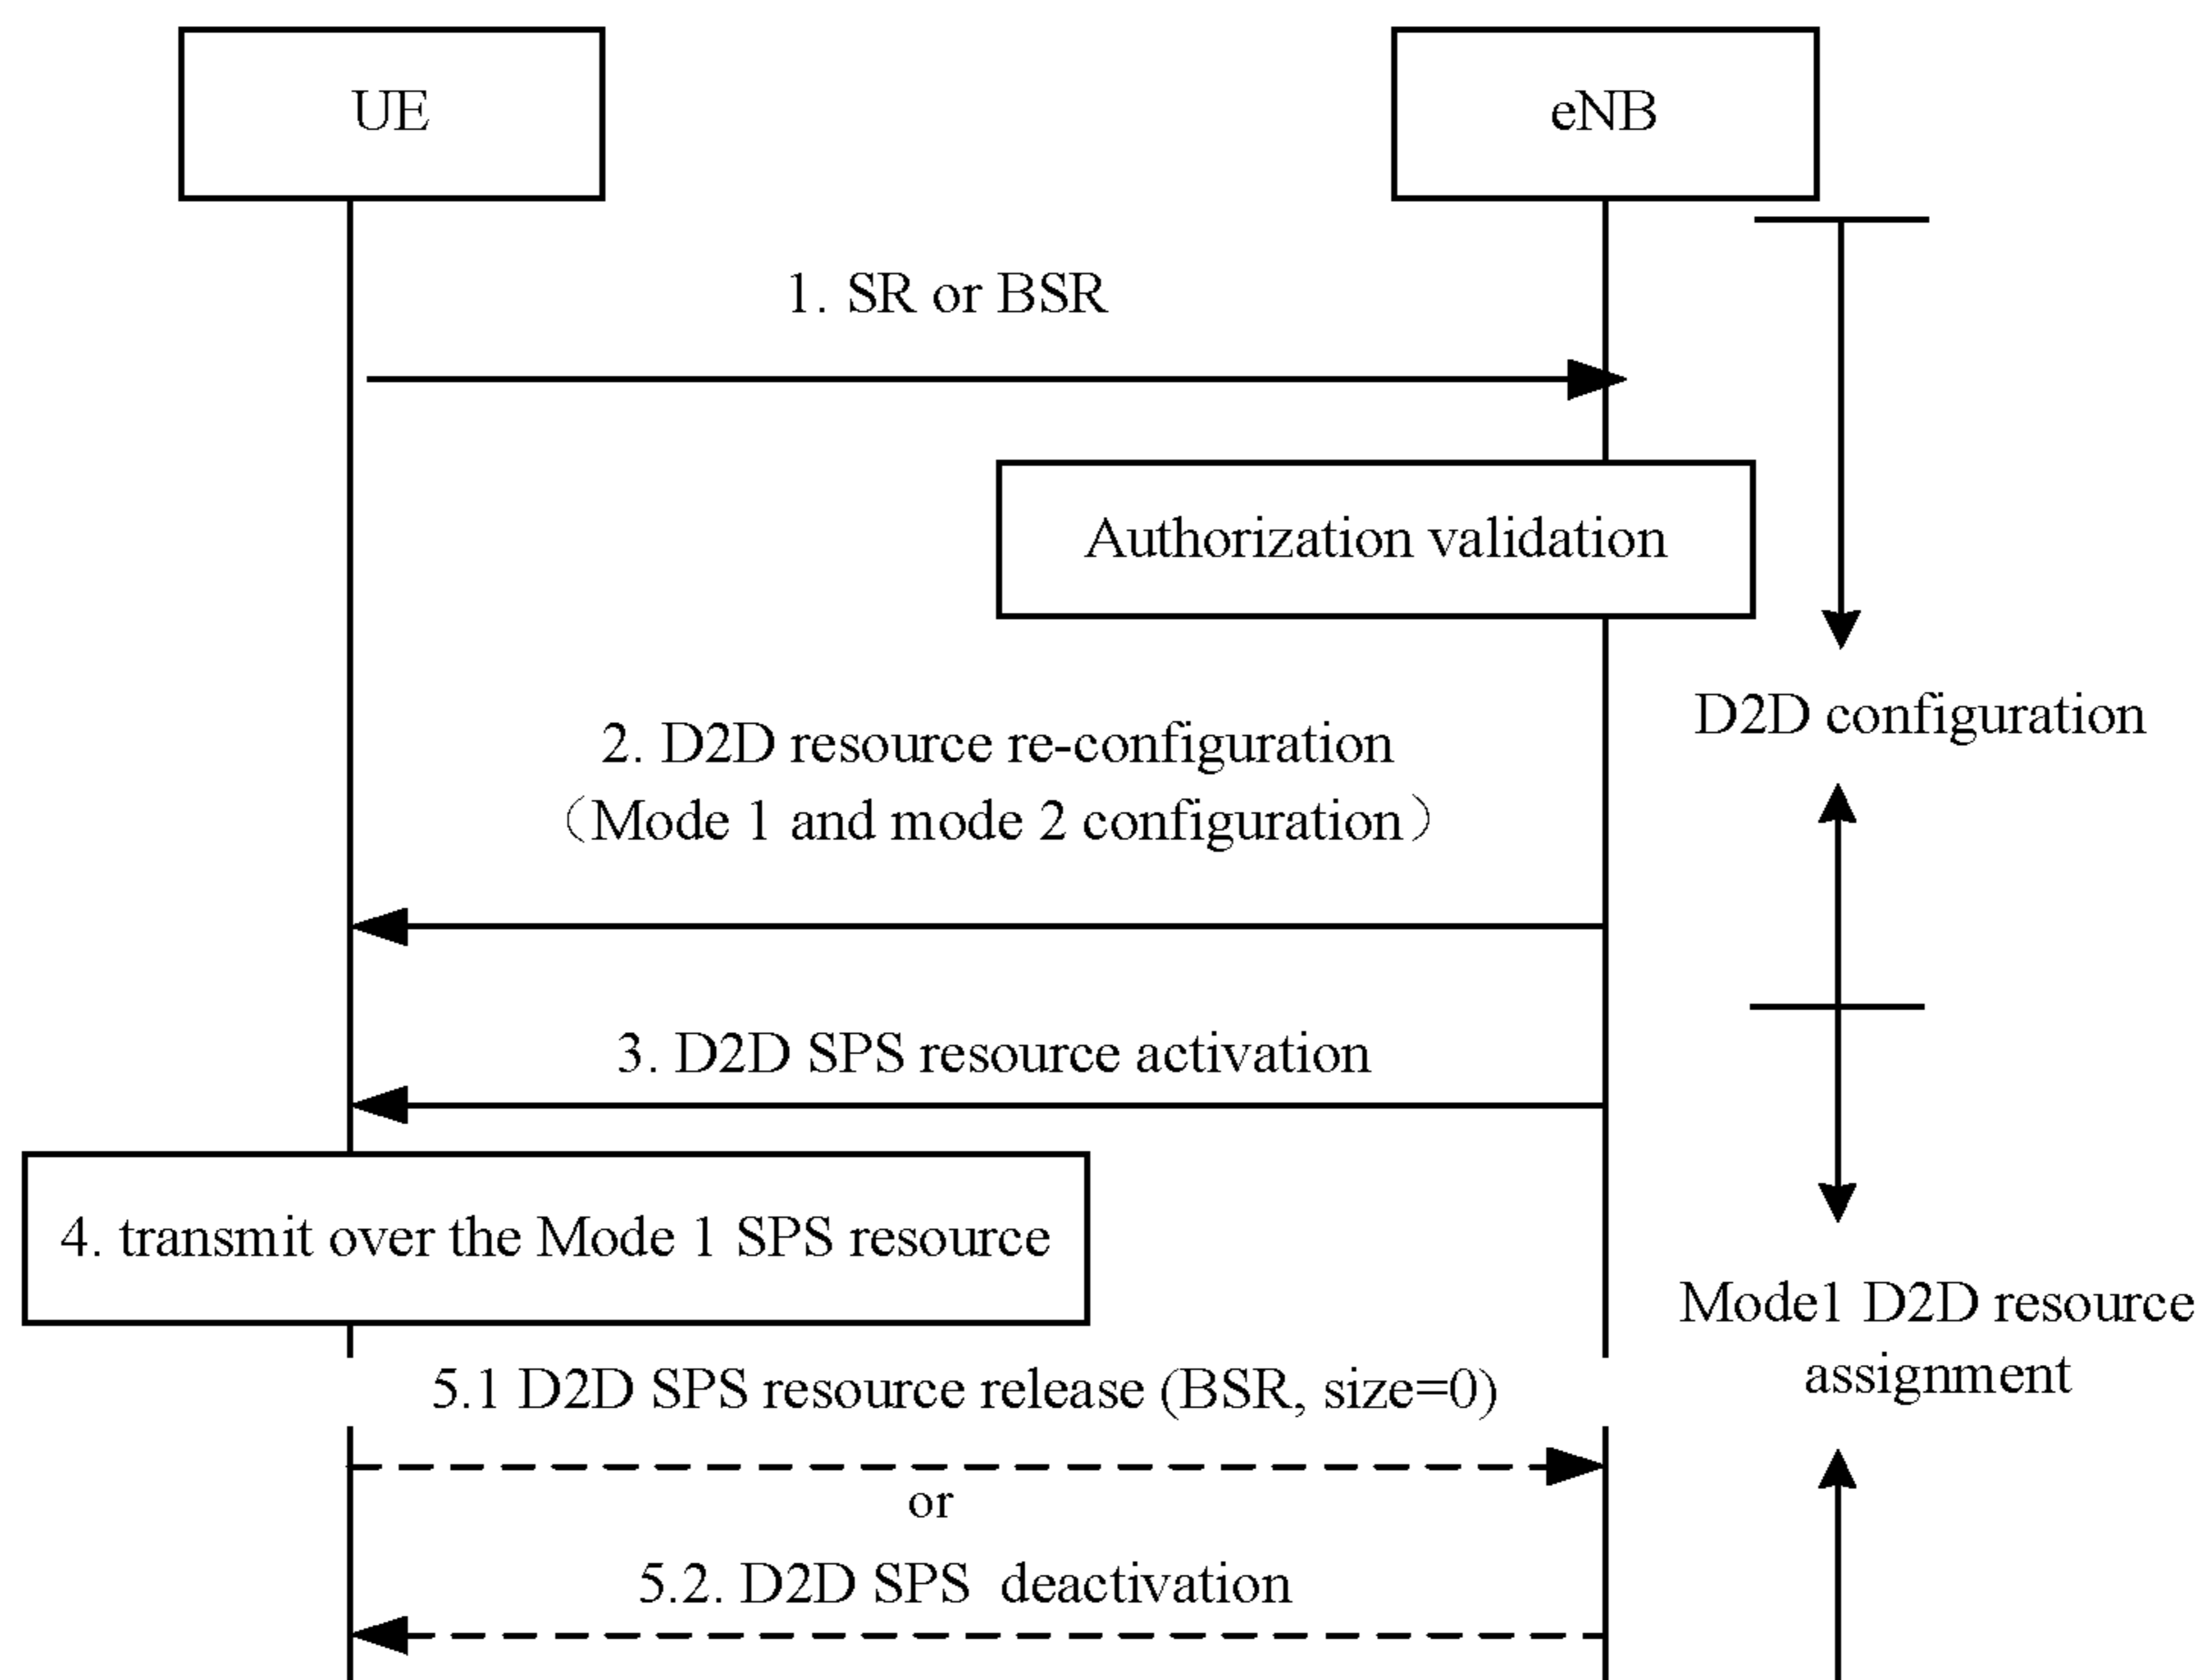 UE
eNB
1. SR or BSR
Authorization validation
D2D configuration
2. D2D resource re-configuration
（Mode 1 and mode 2 configuration）
3. D2D SPS resource activation
4. transmit over the Mode 1 SPS resource
Mode1 D2D resource
assignment
5.1 D2D SPS resource release (BSR, size=0)
or
5.2. D2D SPS deactivation